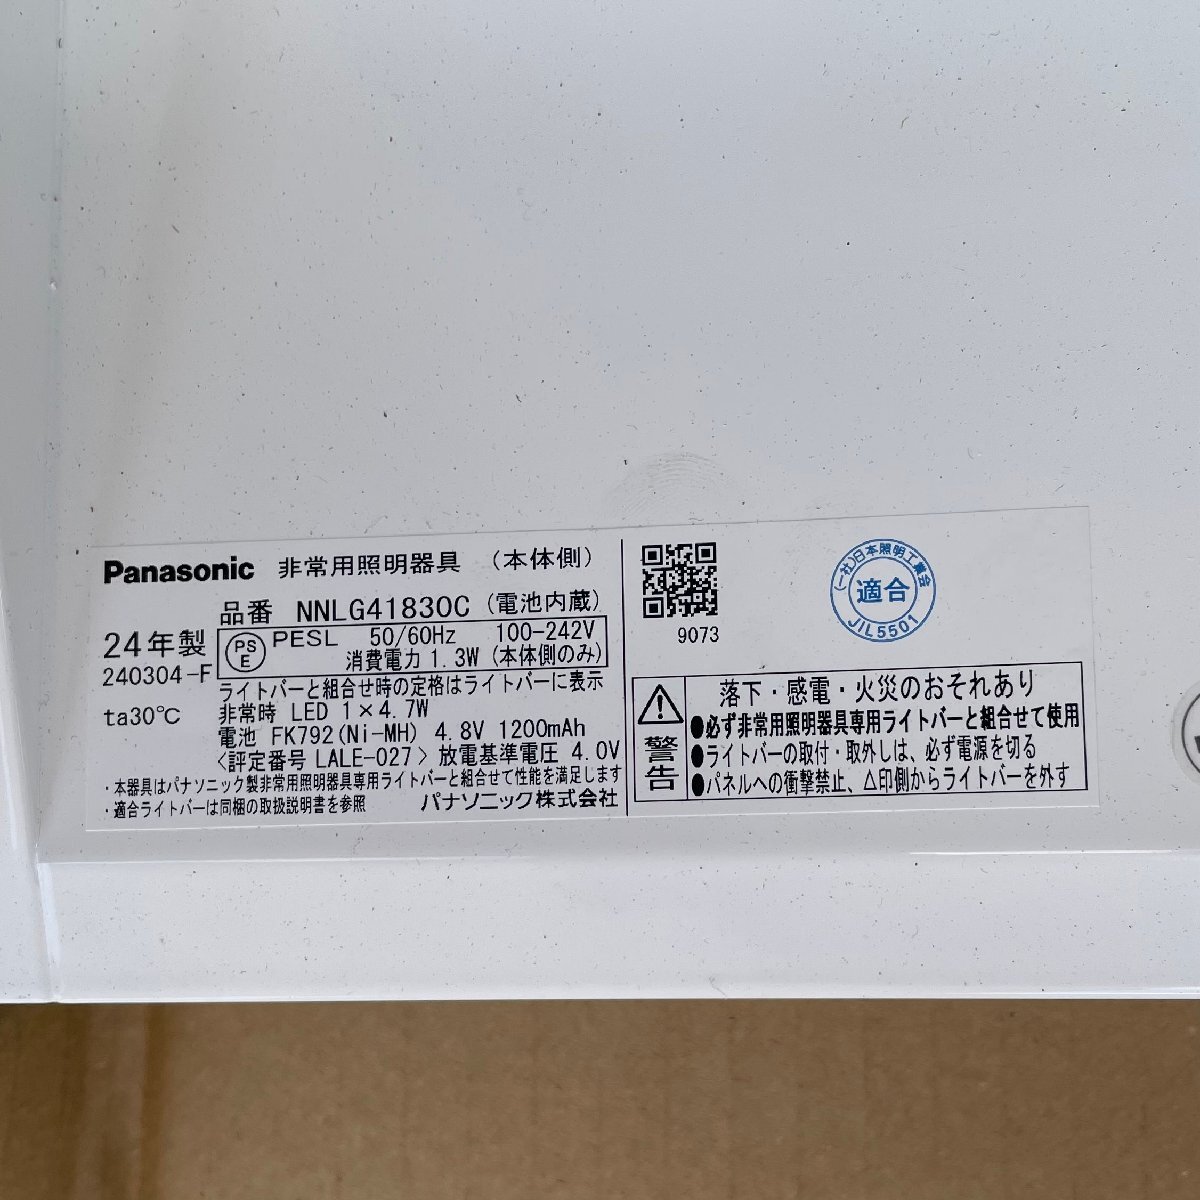 Panasonic 非常用照明器具 (本体側)
品番 NNLG41830C (電池内蔵)
24年製
240304-F
PS
E
PESL 50/60Hz 100-242V
消費電力 1.3W (本体側のみ)
ライトバーと組合せ時の定格はライトバーに表示
ta30℃
非常時 LED 1×4.7W
電池 FK792(Ni-MH) 4.8V 1200mAh
<評定番号 LALE-027> 放電基準電圧 4.0V
・本器具はパナソニック製非常用照明器具専用ライトバーと組合せて性能を満足します
・適合ライトバーは同梱の取扱説明書を参照 パナソニック株式会社
9073
(一社)日本照明工業会
適合
JIL5501
警告
落下・感電・火災のおそれあり
●必ず非常用照明器具専用ライトバーと組合せて使用
●ライトバーの取付・取外しは、必ず電源を切る
●パネルへの衝撃禁止、△印側からライトバーを外す